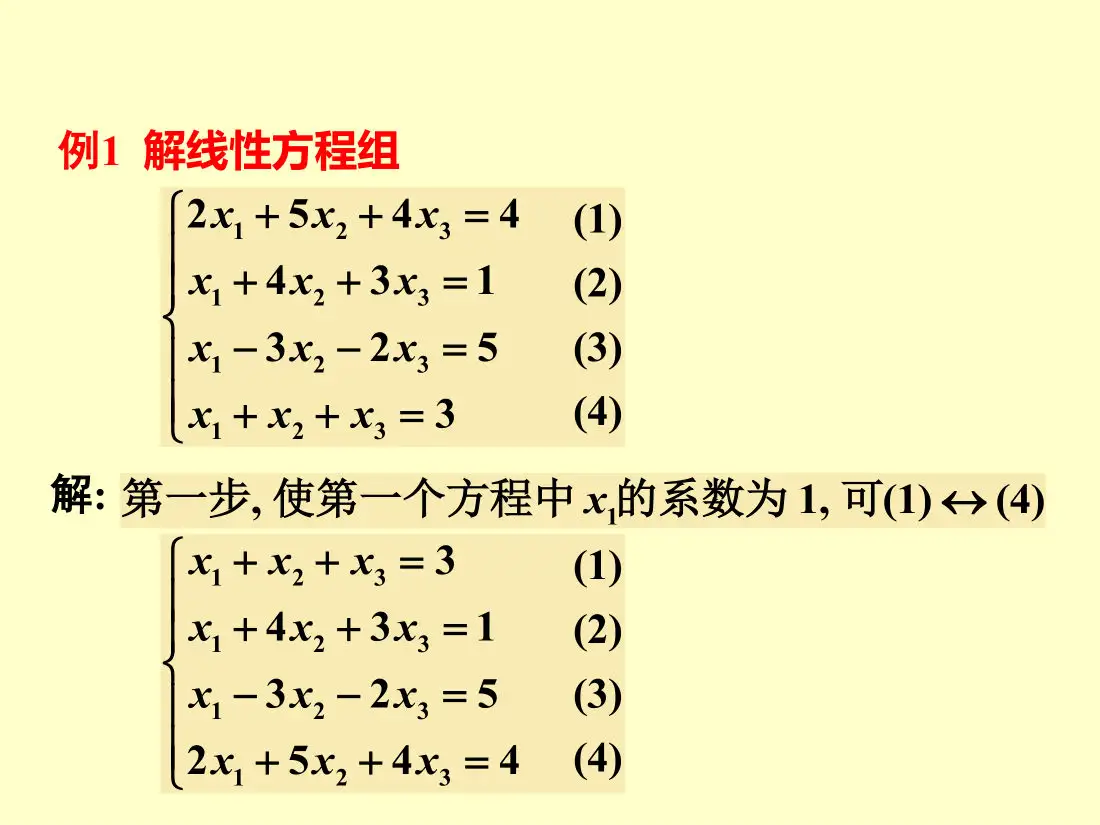 例1 解线性方程组
2x₁ + 5x₂ + 4x₃ = 4 (1)
x₁ + 4x₂ + 3x₃ = 1 (2)
x₁ − 3x₂ − 2x₃ = 5 (3)
x₁ + x₂ + x₃ = 3 (4)
解: 第一步, 使第一个方程中 x₁的系数为 1, 可(1) ↔ (4)
x₁ + x₂ + x₃ = 3 (1)
x₁ + 4x₂ + 3x₃ = 1 (2)
x₁ − 3x₂ − 2x₃ = 5 (3)
2x₁ + 5x₂ + 4x₃ = 4 (4)